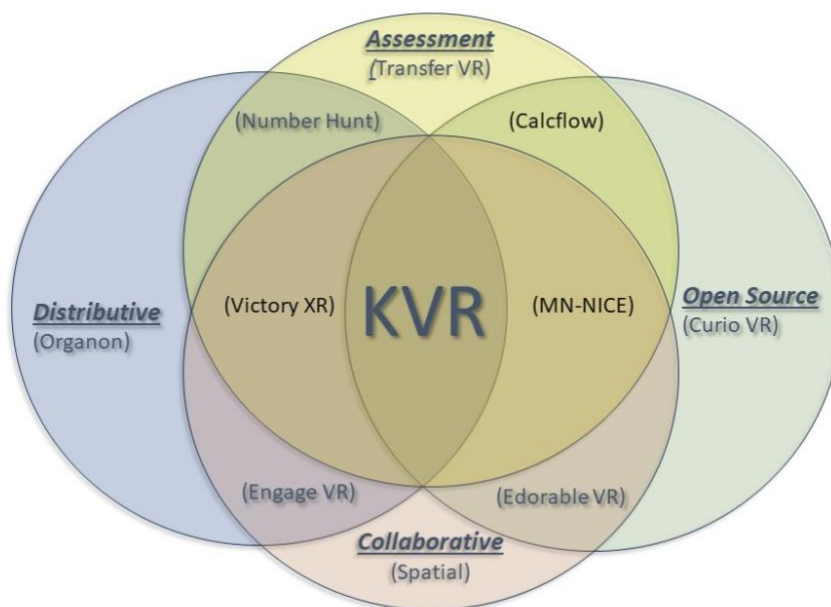 Assessment
(Transfer VR)
(Number Hunt)
(Calcflow)
Distributive
(Organon)
(Victory XR)
KVR
(MN-NICE)
Open Source
(Curio VR)
(Engage VR)
(Edorable VR)
Collaborative
(Spatial)